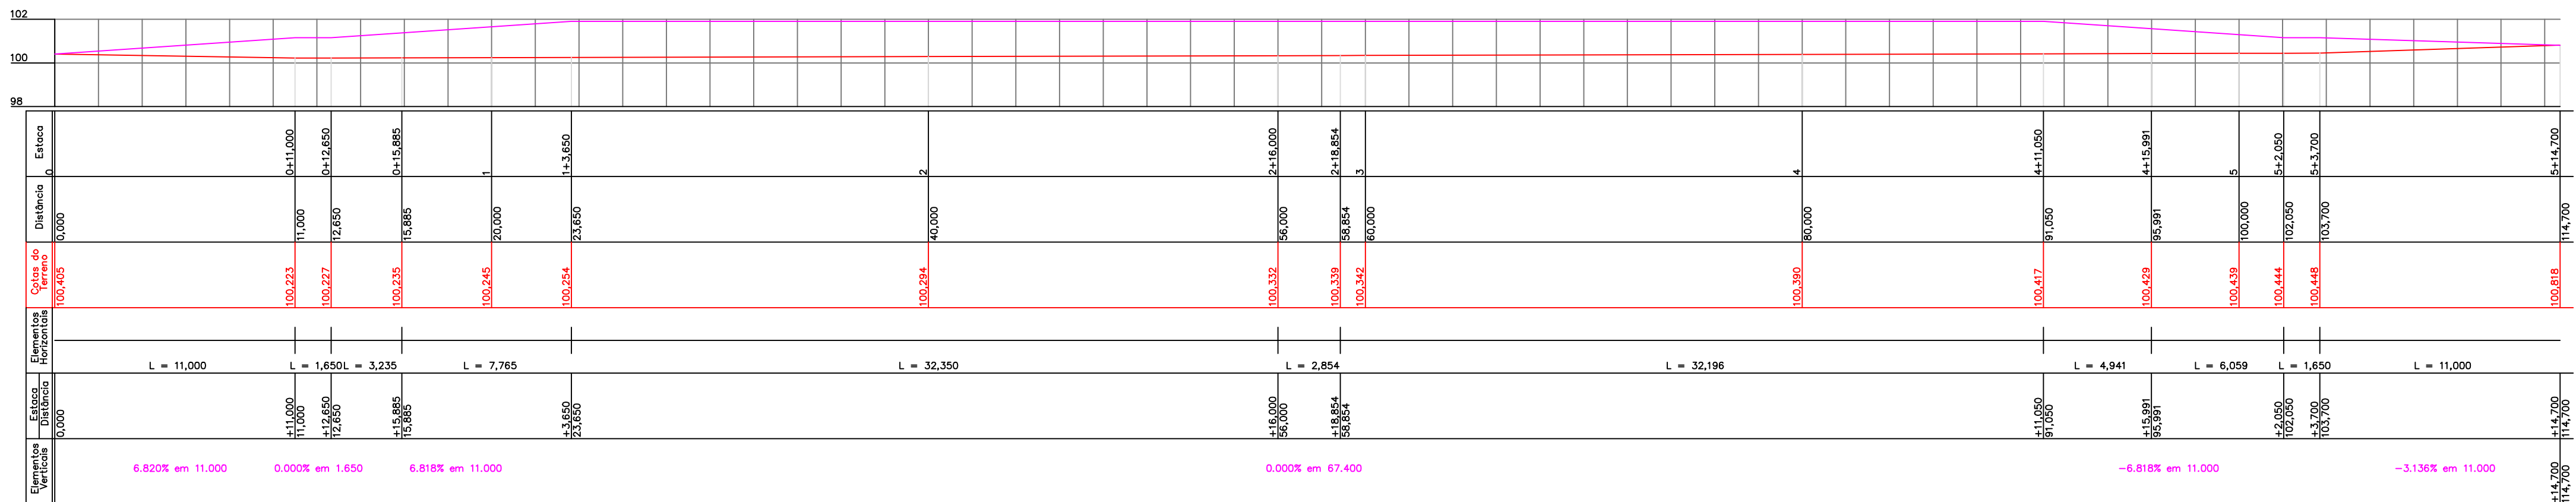 102
100
98
Estaca
0 0+11,000 0+12,650 0+15,885 1 1+3,650 2 2+16,000 2+18,854 3 4 4+11,050 4+15,991 5 5+2,050 5+3,700 5+14,700
Distância
0,000 11,000 12,650 15,885 20,000 23,650 40,000 56,000 58,854 60,000 80,000 91,050 95,991 100,000 102,050 103,700 114,700
Cotas do
Terreno
100,405 100,223 100,227 100,235 100,245 100,254 100,294 100,332 100,339 100,342 100,390 100,417 100,429 100,439 100,444 100,448 100,818
Elementos
Horizontais
L = 11,000 L = 1,650 L = 3,235 L = 7,765 L = 32,350 L = 2,854 L = 32,196 L = 4,941 L = 6,059 L = 1,650 L = 11,000
Estaca
Distância
+11,000 +12,650 +15,885 +3,650 +16,000 +18,854 +11,050 +15,991 +2,050 +3,700 +14,700
0,000 11,000 12,650 15,885 23,650 56,000 58,854 91,050 95,991 102,050 103,700 114,700
Elementos
Verticais
6.820% em 11.000 0.000% em 1.650 6.818% em 11.000 0.000% em 67.400 -6.818% em 11.000 -3.136% em 11.000
+14,700
114,700